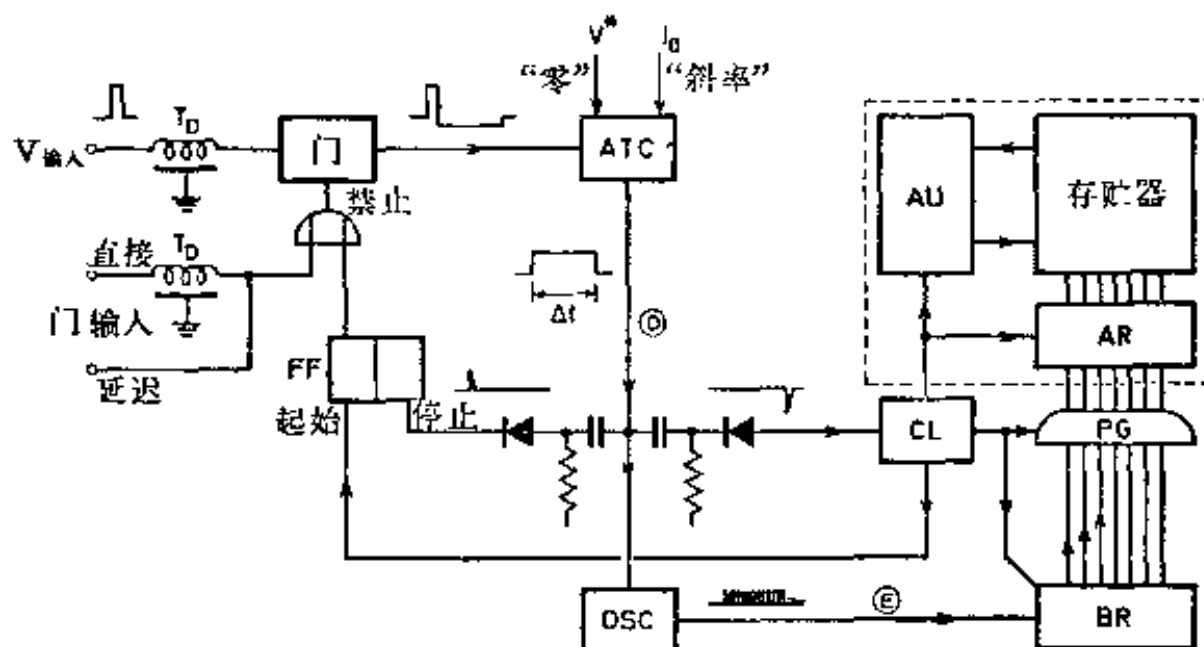 V* I₀
“零” “斜率”
T_D
V输入
门
ATC
AU
存贮器
禁止
直接
T_D
门输入
延迟
Δt
D
AR
FF
起始
停止
CL
PG
OSC
E
BR